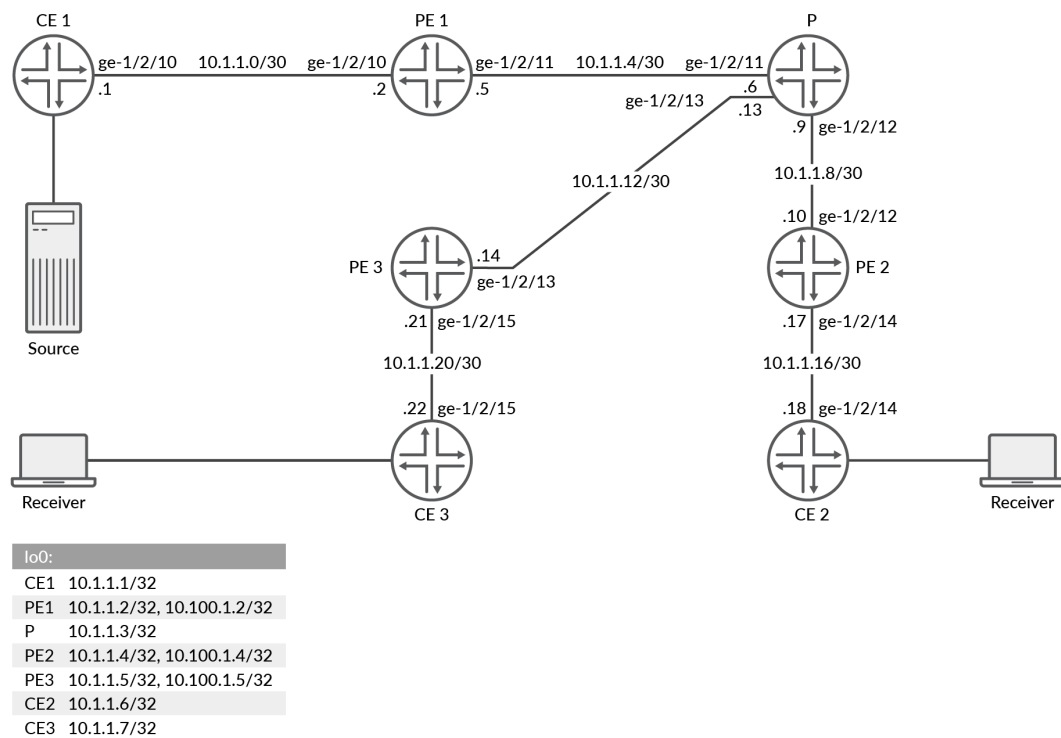 CE 1
PE 1
P
ge-1/2/10 10.1.1.0/30 ge-1/2/10
ge-1/2/11 10.1.1.4/30 ge-1/2/11
.1
.2
.5
.6
ge-1/2/13
.13
.9 ge-1/2/12
10.1.1.8/30
10.1.1.12/30
.10 ge-1/2/12
.14
PE 3
PE 2
ge-1/2/13
.21 ge-1/2/15
.17 ge-1/2/14
Source
10.1.1.20/30
10.1.1.16/30
.22 ge-1/2/15
.18 ge-1/2/14
Receiver
CE 3
CE 2
Receiver
lo0:
CE1 10.1.1.1/32
PE1 10.1.1.2/32, 10.100.1.2/32
P 10.1.1.3/32
PE2 10.1.1.4/32, 10.100.1.4/32
PE3 10.1.1.5/32, 10.100.1.5/32
CE2 10.1.1.6/32
CE3 10.1.1.7/32